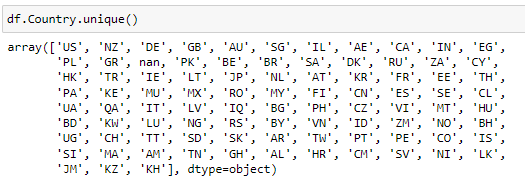 df.Country.unique()
array(['US', 'NZ', 'DE', 'GB', 'AU', 'SG', 'IL', 'AE', 'CA', 'IN', 'EG',
'PL', 'GR', nan, 'PK', 'BE', 'BR', 'SA', 'DK', 'RU', 'ZA', 'CY',
'HK', 'TR', 'IE', 'LT', 'JP', 'NL', 'AT', 'KR', 'FR', 'EE', 'TH',
'PA', 'KE', 'MU', 'MX', 'RO', 'MY', 'FI', 'CN', 'ES', 'SE', 'CL',
'UA', 'QA', 'IT', 'LV', 'IQ', 'BG', 'PH', 'CZ', 'VI', 'MT', 'HU',
'BD', 'KW', 'LU', 'NG', 'RS', 'BY', 'VN', 'ID', 'ZM', 'NO', 'BH',
'UG', 'CH', 'TT', 'SD', 'SK', 'AR', 'TW', 'PT', 'PE', 'CO', 'IS',
'SI', 'MA', 'AM', 'TN', 'GH', 'AL', 'HR', 'CM', 'SV', 'NI', 'LK',
'JM', 'KZ', 'KH'], dtype=object)